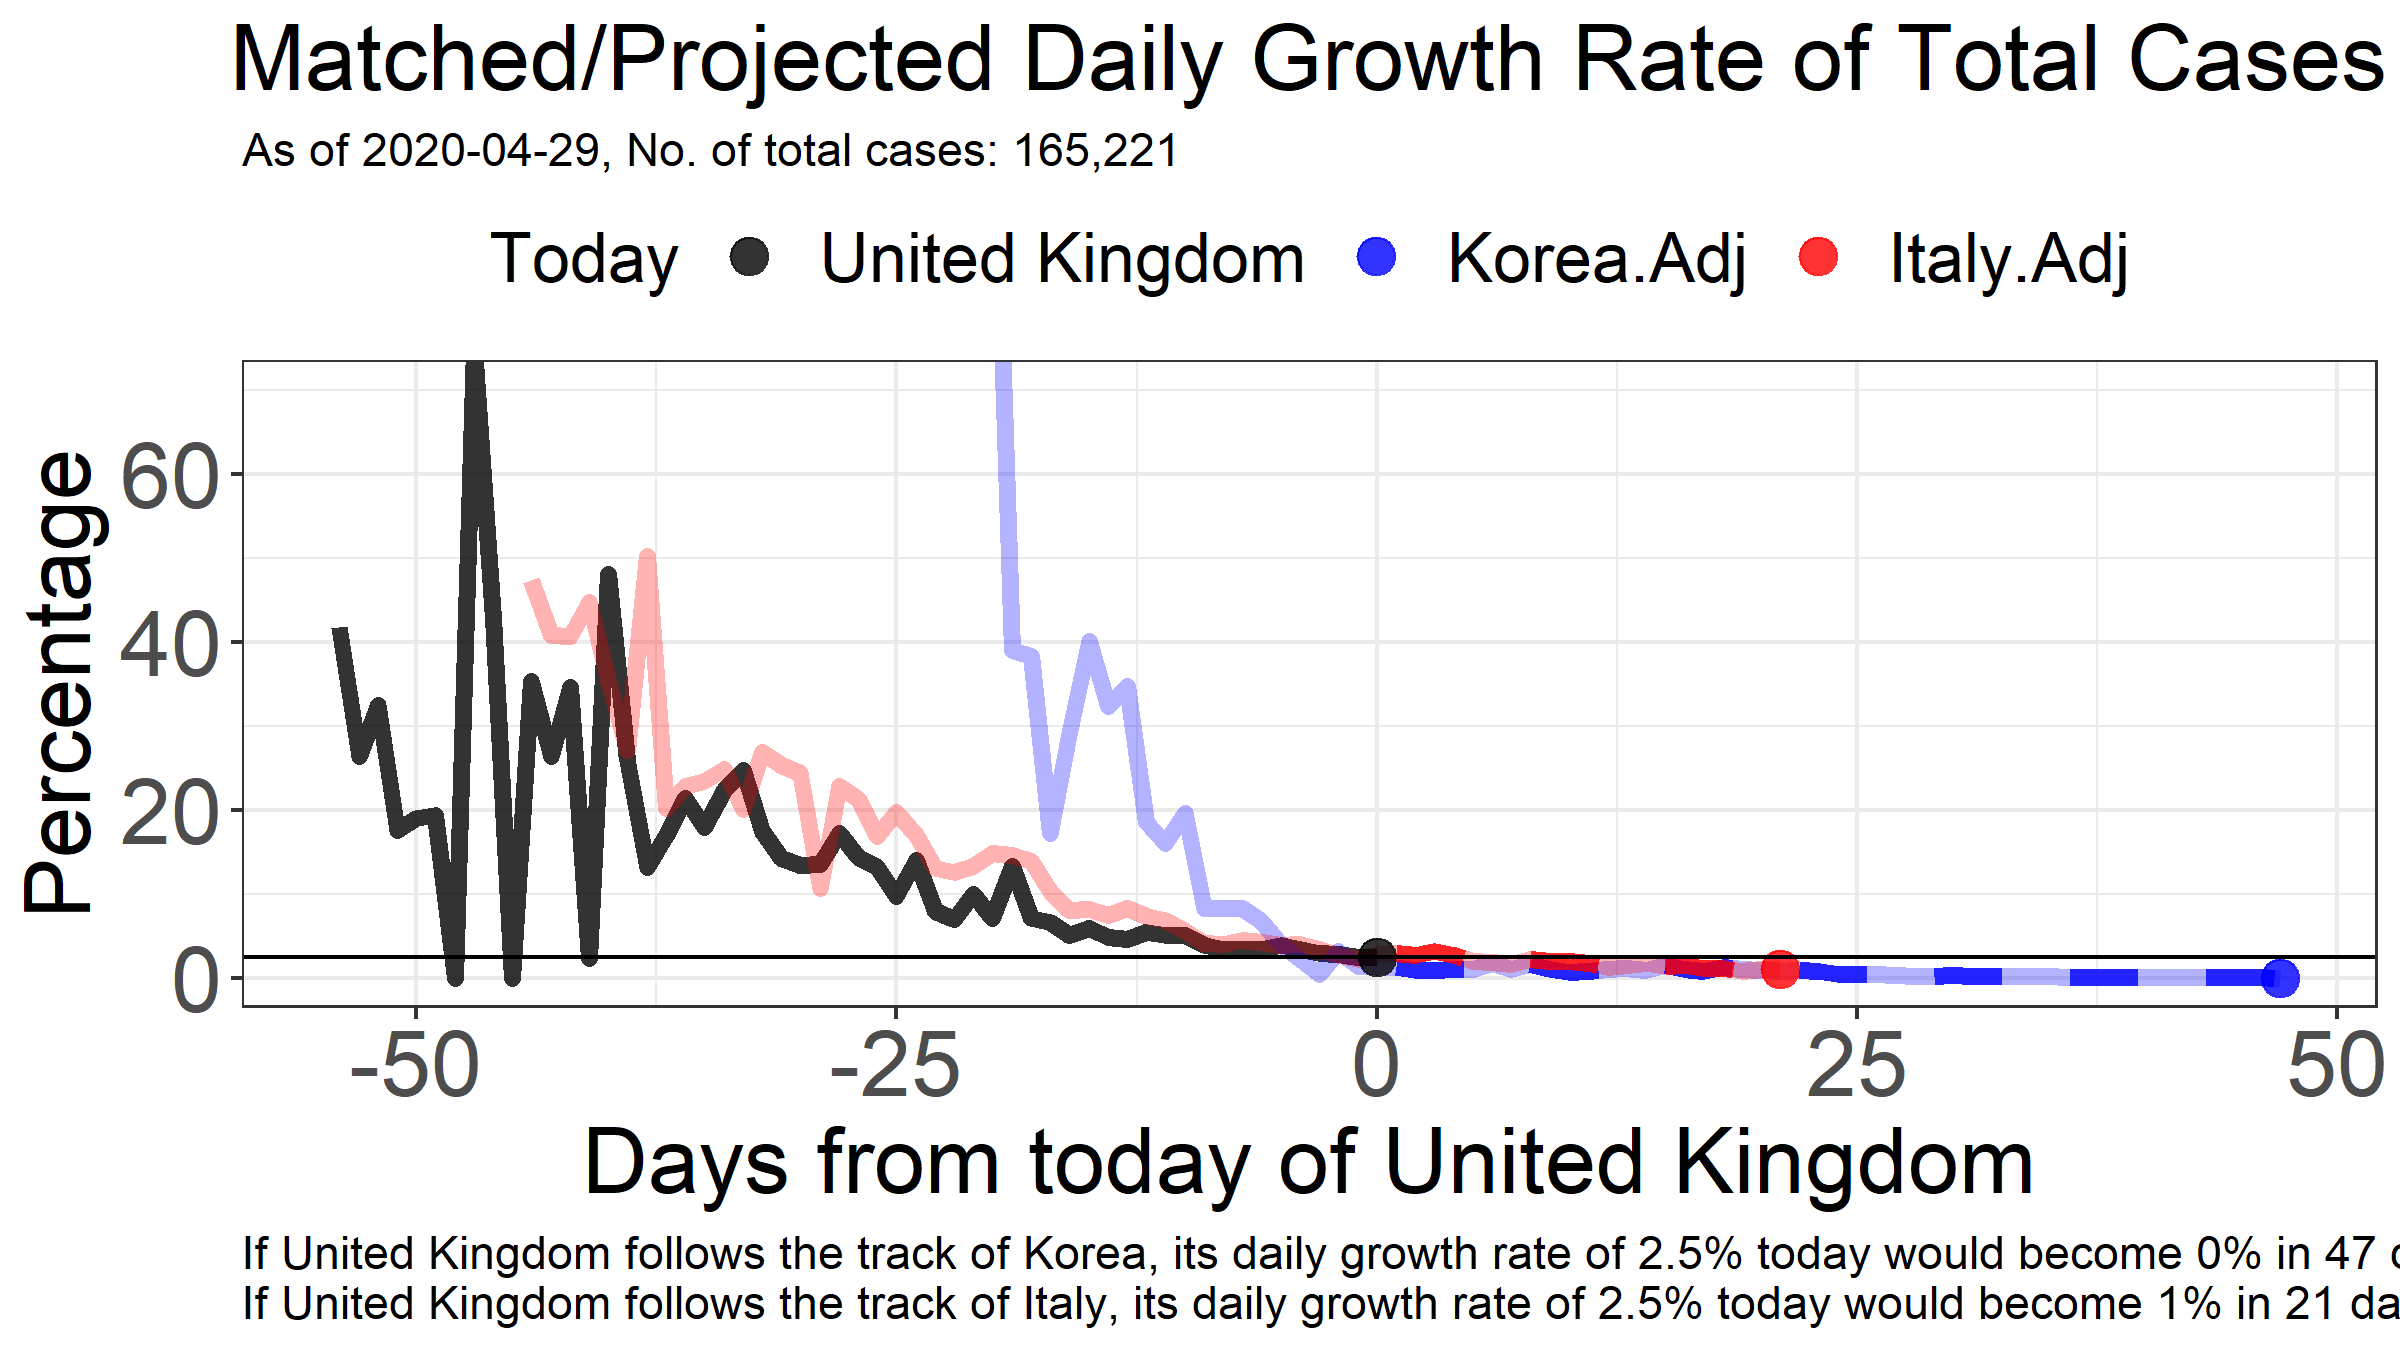 Matched/Projected Daily Growth Rate of Total Cases
As of 2020-04-29, No. of total cases: 165,221
Today United Kingdom Korea.Adj Italy.Adj
Percentage
60
40
20
0
-50 -25 0 25 50
Days from today of United Kingdom
If United Kingdom follows the track of Korea, its daily growth rate of 2.5% today would become 0% in 47
If United Kingdom follows the track of Italy, its daily growth rate of 2.5% today would become 1% in 21 da